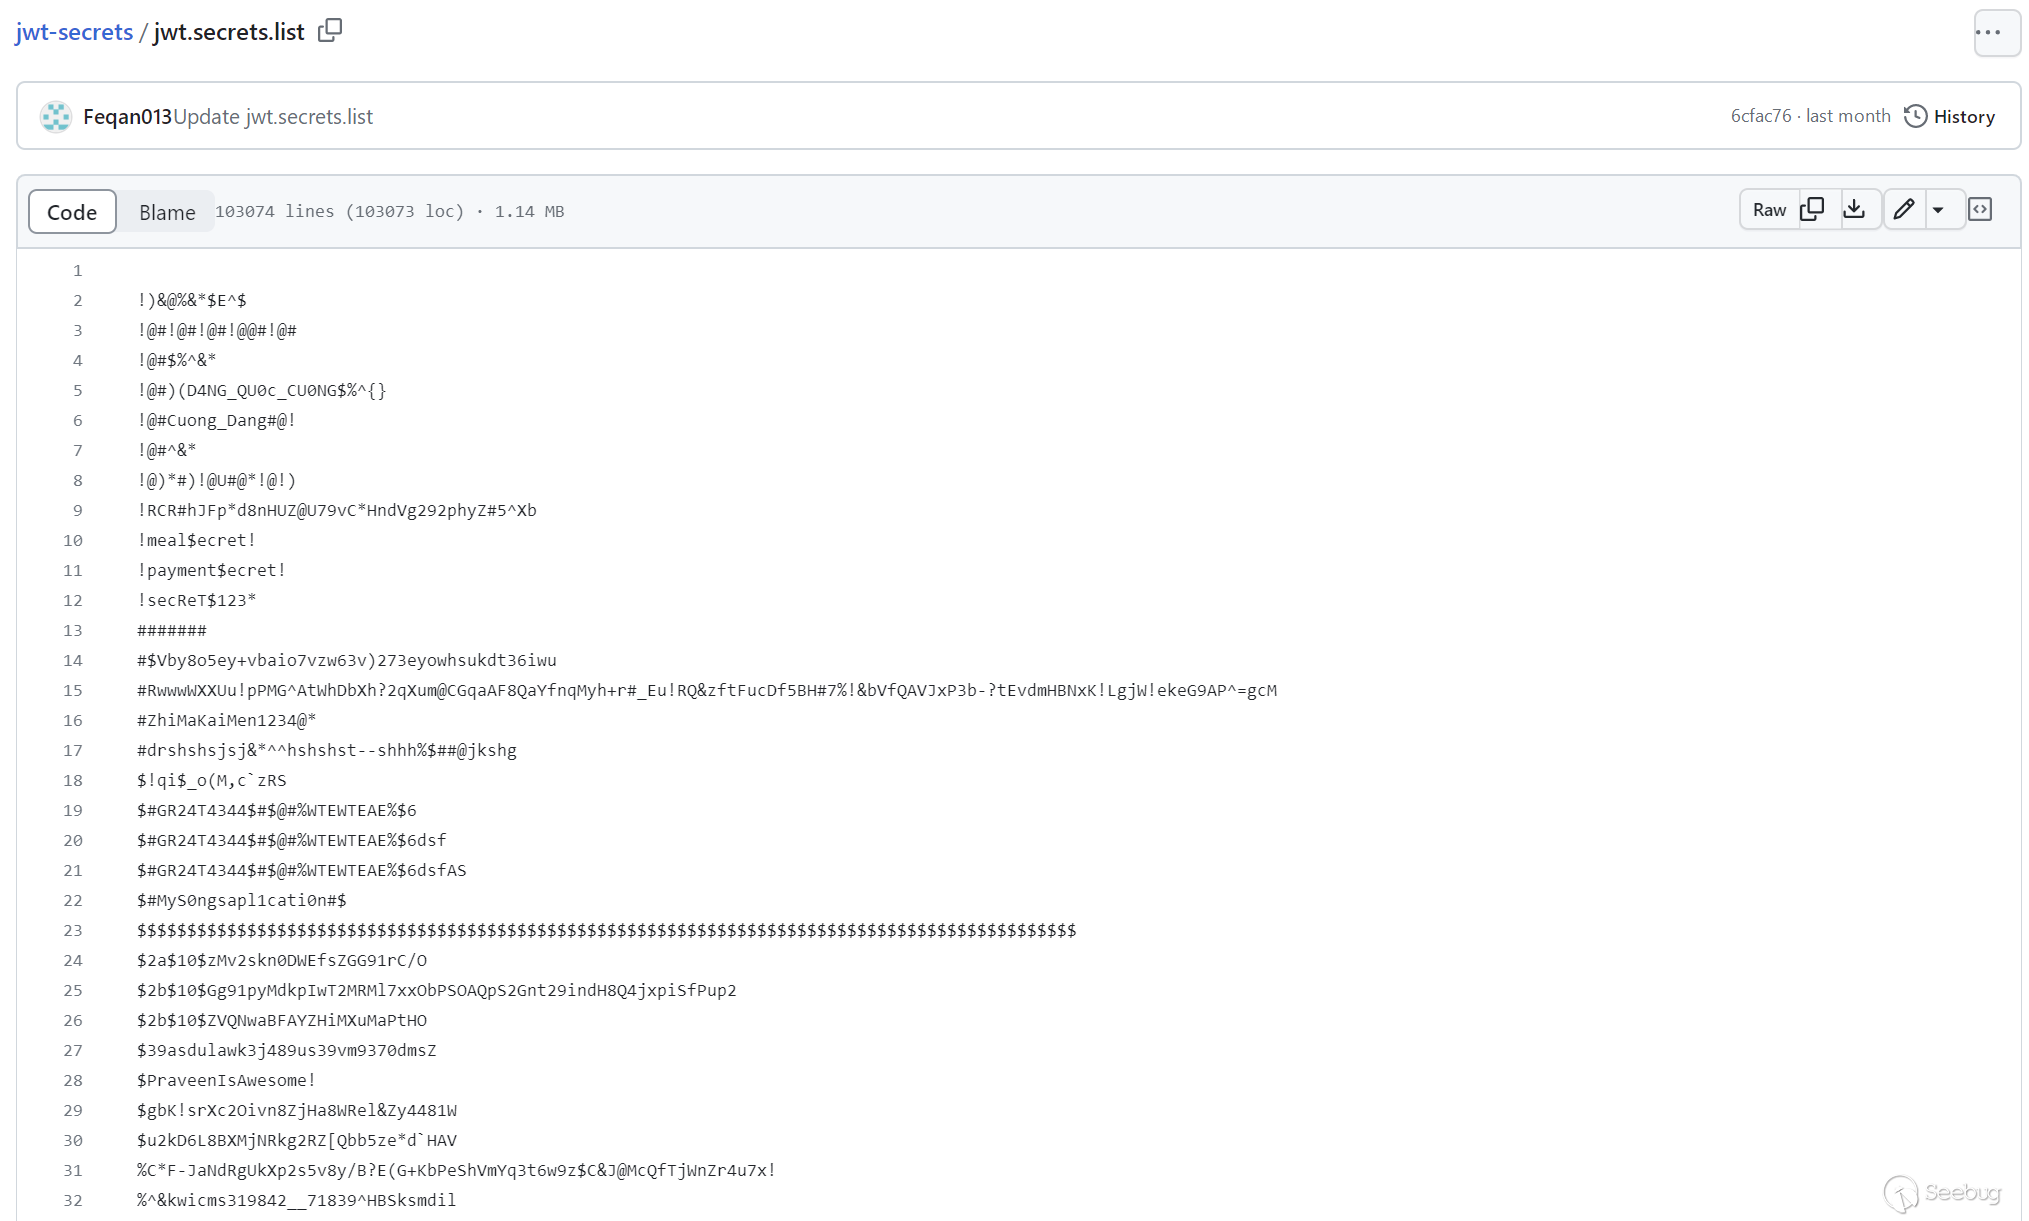 jwt-secrets / jwt.secrets.list
Feqan013Update jwt.secrets.list
6cfac76 · last month History
Code Blame 103074 lines (103073 loc) · 1.14 MB
Raw
1
2 !)&@%&*$E^$
3 !@#!@#!@#!@@#!@#
4 !@#$%^&*
5 !@#)(D4NG_QU0c_CU0NG$%^{}
6 !@#Cuong_Dang#@!
7 !@#^&*
8 !@)*#)!@U#@*!@!)
9 !RCR#hJFp*d8nHUZ@U79vC*HndVg292phyZ#5^Xb
10 !meal$ecret!
11 !payment$ecret!
12 !secReT$123*
13 #######
14 #$Vby8o5ey+vbaio7vzw63v)273eyowhsukdt36iwu
15 #RwwwWXXUu!pPMG^AtWhDbXh?2qXum@CGqaAF8QaYfnqMyh+r#_Eu!RQ&zftFucDf5BH#7%!&bVfQAVJxP3b-?tEvdmHBNxK!LgjW!ekeG9AP^=gcM
16 #ZhiMaKaiMen1234@*
17 #drshshsjsj&*^^hshshst--shhh%$##@jkshg
18 $!qi$_o(M,c`zRS
19 $#GR24T4344$#$@#%WTEWTEAE%$6
20 $#GR24T4344$#$@#%WTEWTEAE%$6dsf
21 $#GR24T4344$#$@#%WTEWTEAE%$6dsfAS
22 $#MyS0ngsapl1cati0n#$
23 $$$$$$$$$$$$$$$$$$$$$$$$$$$$$$$$$$$$$$$$$$$$$$$$$$$$$$$$$$$$$$$$$$$$$$$$$$$$$$$$$$$$$$$$$$$$$$
24 $2a$10$zMv2skn0DWEfsZGG91rC/O
25 $2b$10$Gg91pyMdkpIwT2MRMl7xxObPSOAQpS2Gnt29indH8Q4jxpiSfPup2
26 $2b$10$ZVQNwaBFAYZHiMXuMaPtHO
27 $39asdulawk3j489us39vm9370dmsZ
28 $PraveenIsAwesome!
29 $gbK!srXc2Oivn8ZjHa8WRel&Zy4481W
30 $u2kD6L8BXMjNRkg2RZ[Qbb5ze*d`HAV
31 %C*F-JaNdRgUkXp2s5v8y/B?E(G+KbPeShVmYq3t6w9z$C&J@McQfTjWnZr4u7x!
32 %^&kwicms319842__71839^HBSksmdil
Seebug